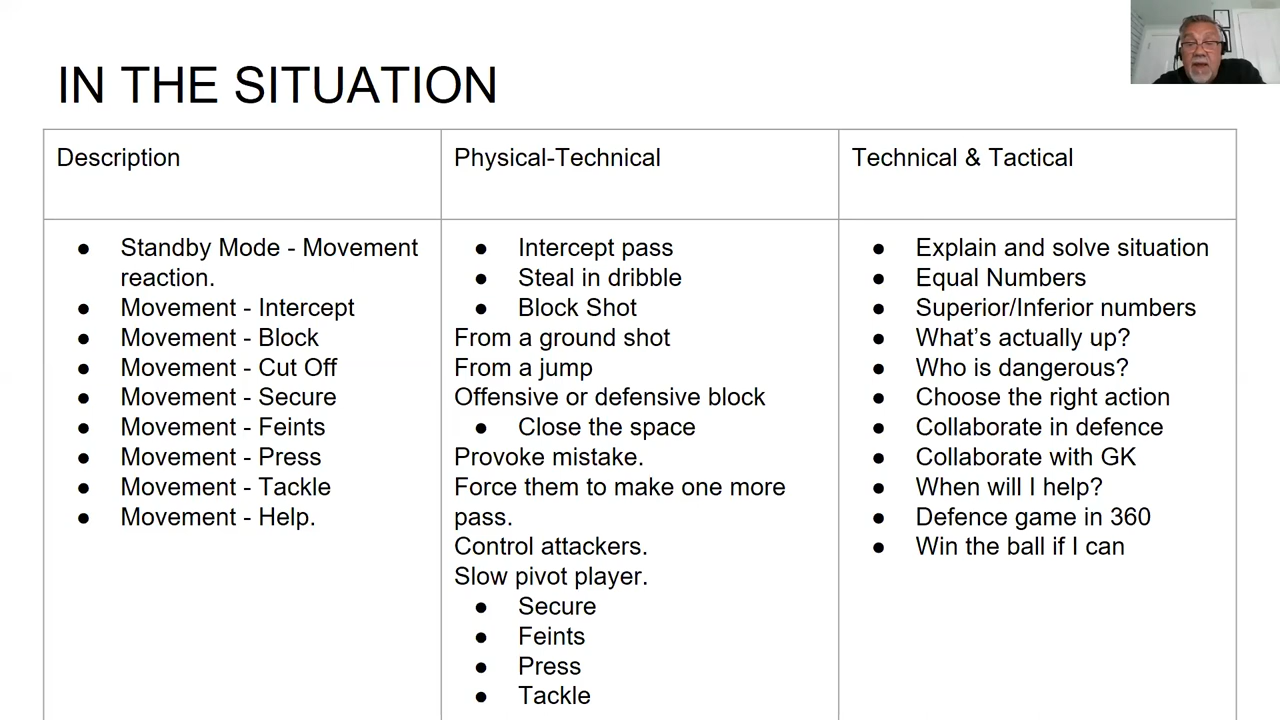 IN THE SITUATION
Description
Physical-Technical
Technical & Tactical
● Standby Mode - Movement
reaction.
● Movement - Intercept
● Movement - Block
● Movement - Cut Off
● Movement - Secure
● Movement - Feints
● Movement - Press
● Movement - Tackle
● Movement - Help.
● Intercept pass
● Steal in dribble
● Block Shot
From a ground shot
From a jump
Offensive or defensive block
● Close the space
Provoke mistake.
Force them to make one more
pass.
Control attackers.
Slow pivot player.
● Secure
● Feints
● Press
● Tackle
● Explain and solve situation
● Equal Numbers
● Superior/Inferior numbers
● What's actually up?
● Who is dangerous?
● Choose the right action
● Collaborate in defence
● Collaborate with GK
● When will I help?
● Defence game in 360
● Win the ball if I can